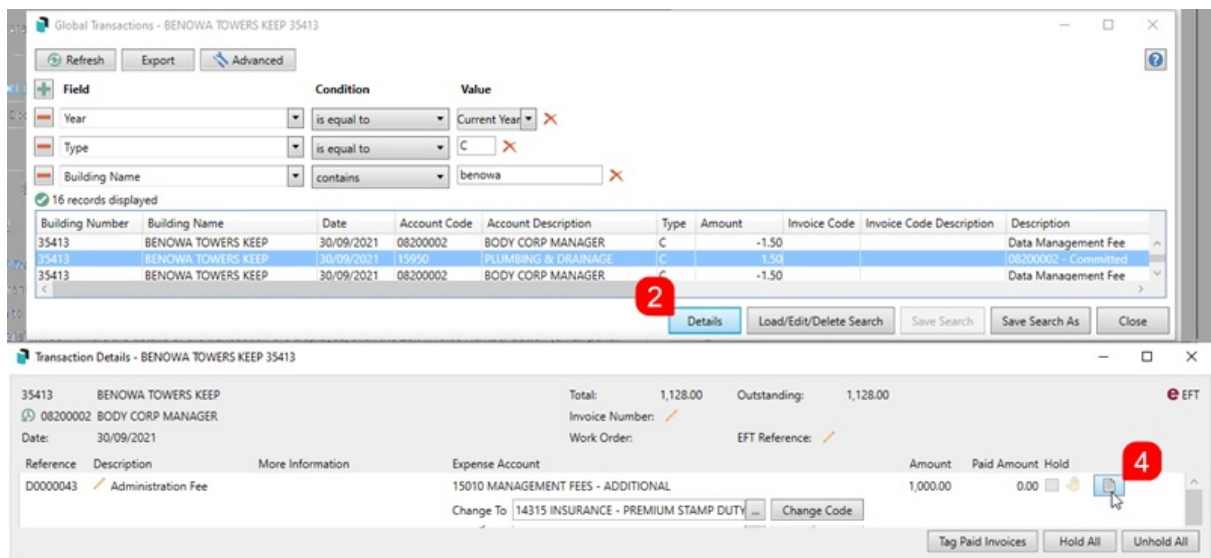 Global Transactions - BENOWA TOWERS KEEP 35413
Refresh Export Advanced
Field Condition Value
Year is equal to Current Year
Type is equal to C
Building Name contains benowa
16 records displayed
Building Number Building Name Date Account Code Account Description Type Amount Invoice Code Invoice Code Description Description
35413 BENOWA TOWERS KEEP 30/09/2021 08200002 BODY CORP MANAGER C -1.50 Data Management Fee
35413 BENOWA TOWERS KEEP 30/09/2021 15950 PLUMBING & DRAINAGE C 1.50 08200002 - Committed
35413 BENOWA TOWERS KEEP 30/09/2021 08200002 BODY CORP MANAGER C -1.50 Data Management Fee
2
Details Load/Edit/Delete Search Save Search Save Search As Close
Transaction Details - BENOWA TOWERS KEEP 35413
35413 BENOWA TOWERS KEEP Total: 1,128.00 Outstanding: 1,128.00 e EFT
08200002 BODY CORP MANAGER Invoice Number:
Date: 30/09/2021 Work Order: EFT Reference:
Reference Description More Information Expense Account Amount Paid Amount Hold
4
D0000043 Administration Fee 15010 MANAGEMENT FEES - ADDITIONAL 1,000.00 0.00
Change To 14315 INSURANCE - PREMIUM STAMP DUTY ... Change Code
Tag Paid Invoices Hold All Unhold All